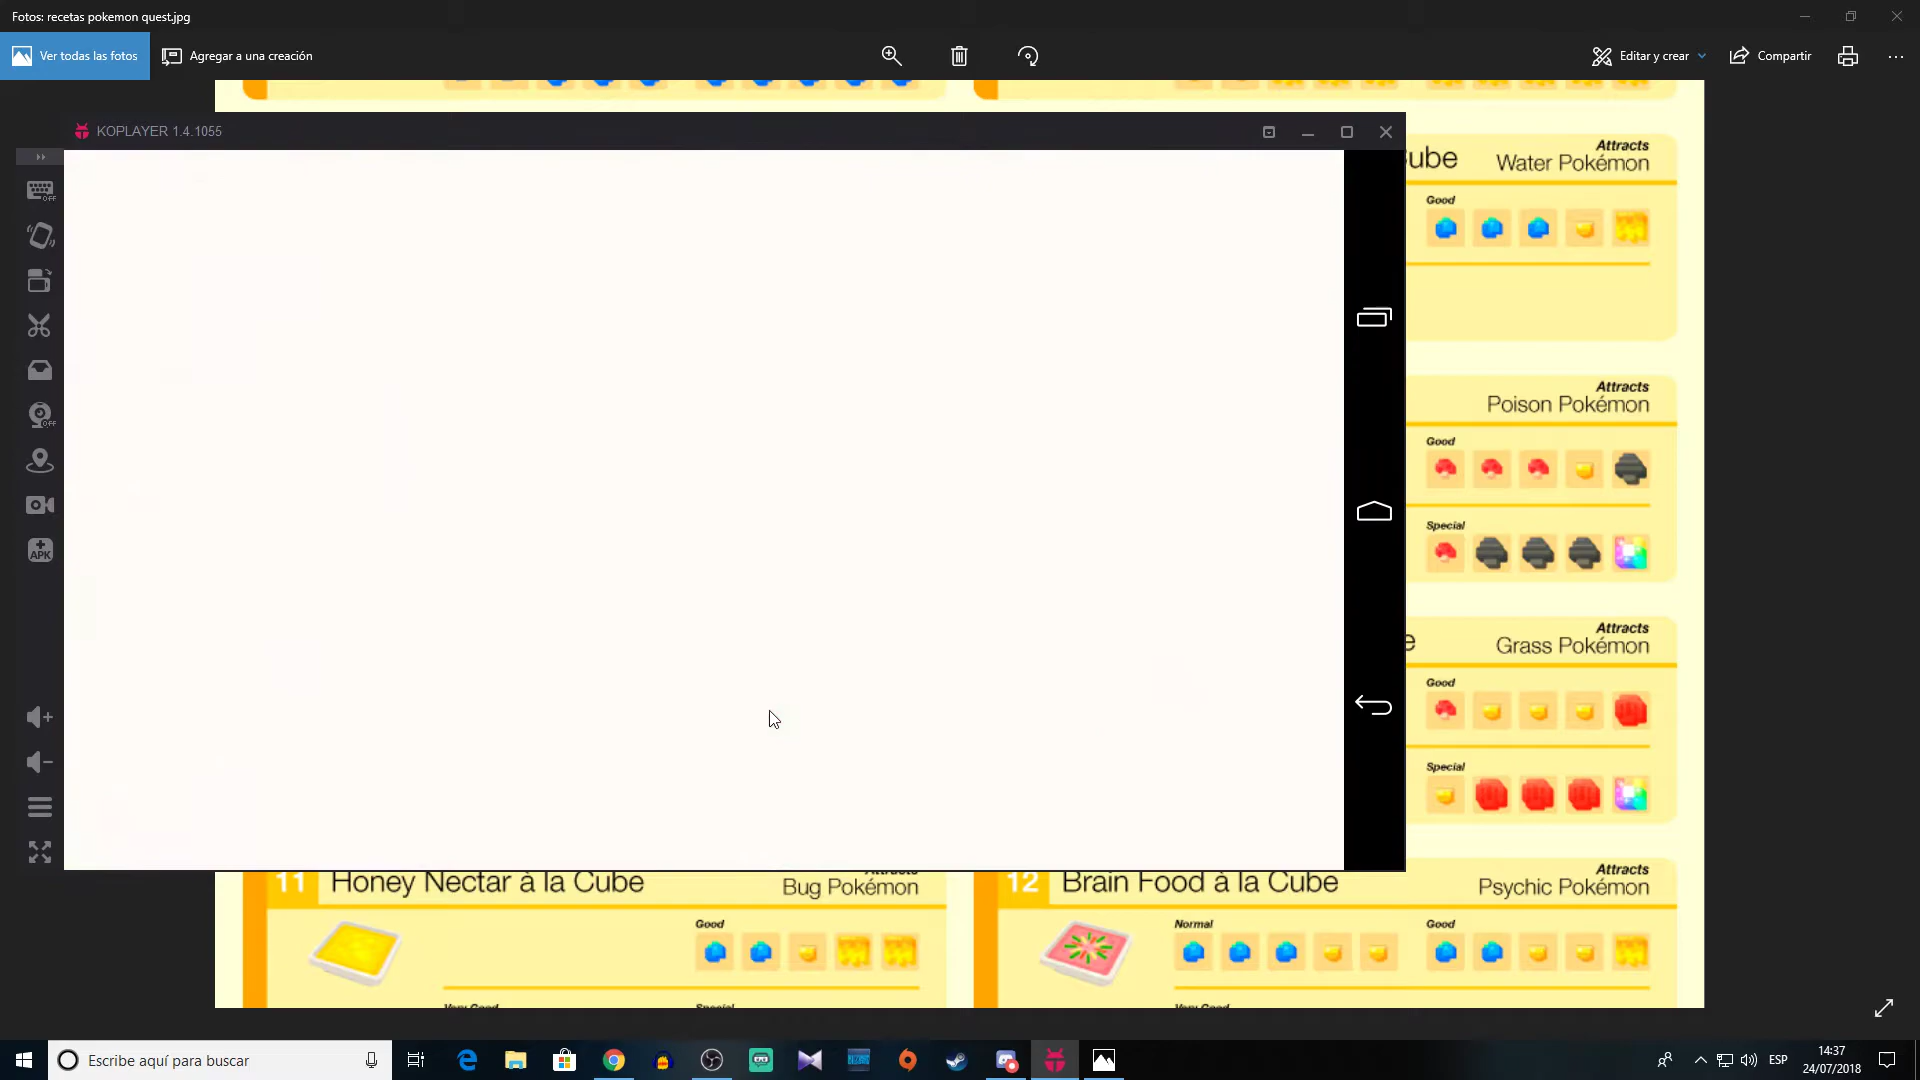 Fotos: recetas pokemon quest.jpg
Ver todas las fotos
Agregar a una creación
Editar y crear
Compartir
KOPLAYER 1.4.1055
OFF
OFF
APK
Attracts
Water Pokémon
Good
Attracts
Poison Pokémon
Good
Special
Attracts
Grass Pokémon
Good
Special
11 Honey Nectar à la Cube
Bug Pokémon
Good
12 Brain Food à la Cube
Attracts
Psychic Pokémon
Normal
Good
Escribe aquí para buscar
ESP
14:37
24/07/2018